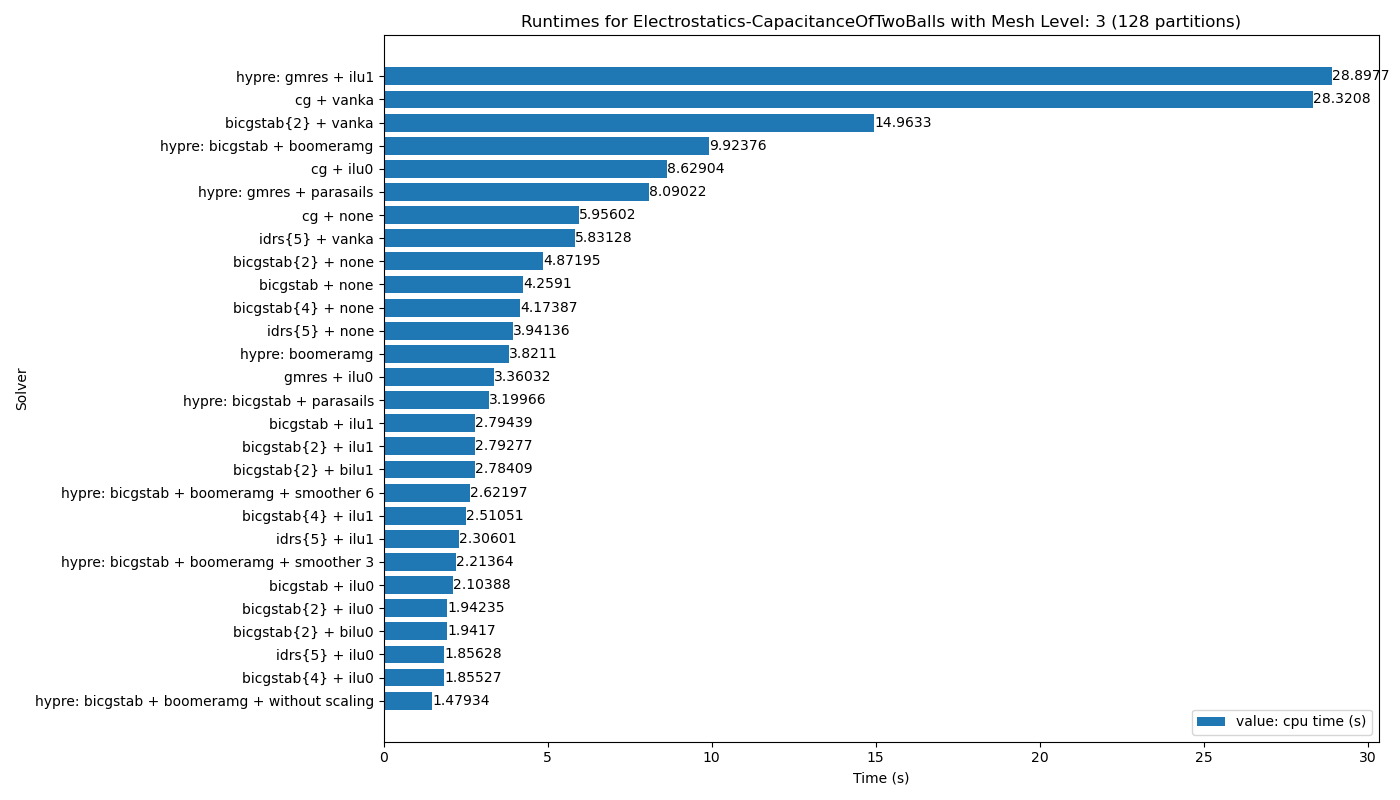 Runtimes for Electrostatics-CapacitanceOfTwoBalls with Mesh Level: 3 (128 partitions)
hypre: gmres + ilu1 28.8977
cg + vanka 28.3208
bicgstab{2} + vanka 14.9633
hypre: bicgstab + boomeramg 9.92376
cg + ilu0 8.62904
hypre: gmres + parasails 8.09022
cg + none 5.95602
idrs{5} + vanka 5.83128
bicgstab{2} + none 4.87195
bicgstab + none 4.2591
bicgstab{4} + none 4.17387
idrs{5} + none 3.94136
hypre: boomeramg 3.8211
gmres + ilu0 3.36032
hypre: bicgstab + parasails 3.19966
bicgstab + ilu1 2.79439
bicgstab{2} + ilu1 2.79277
bicgstab{2} + bilu1 2.78409
hypre: bicgstab + boomeramg + smoother 6 2.62197
bicgstab{4} + ilu1 2.51051
idrs{5} + ilu1 2.30601
hypre: bicgstab + boomeramg + smoother 3 2.21364
bicgstab + ilu0 2.10388
bicgstab{2} + ilu0 1.94235
bicgstab{2} + bilu0 1.9417
idrs{5} + ilu0 1.85628
bicgstab{4} + ilu0 1.85527
hypre: bicgstab + boomeramg + without scaling 1.47934
Solver
value: cpu time (s)
0 5 10 15 20 25 30
Time (s)